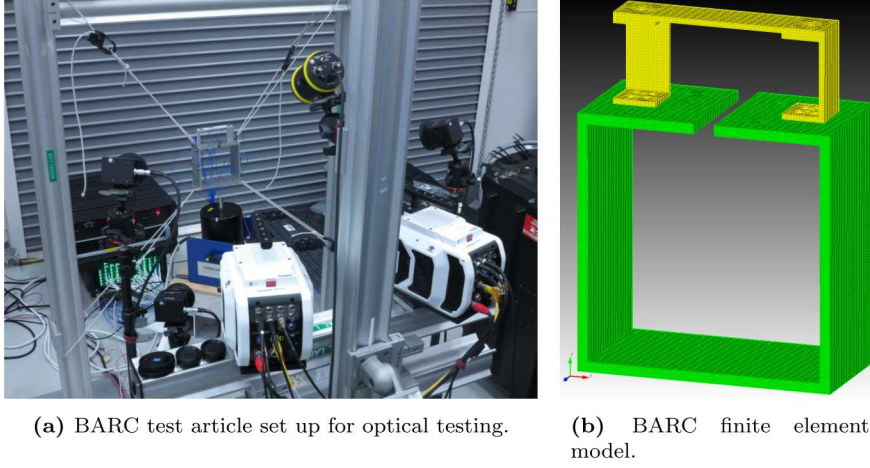 (a) BARC test article set up for optical testing.
(b) BARC finite element
model.